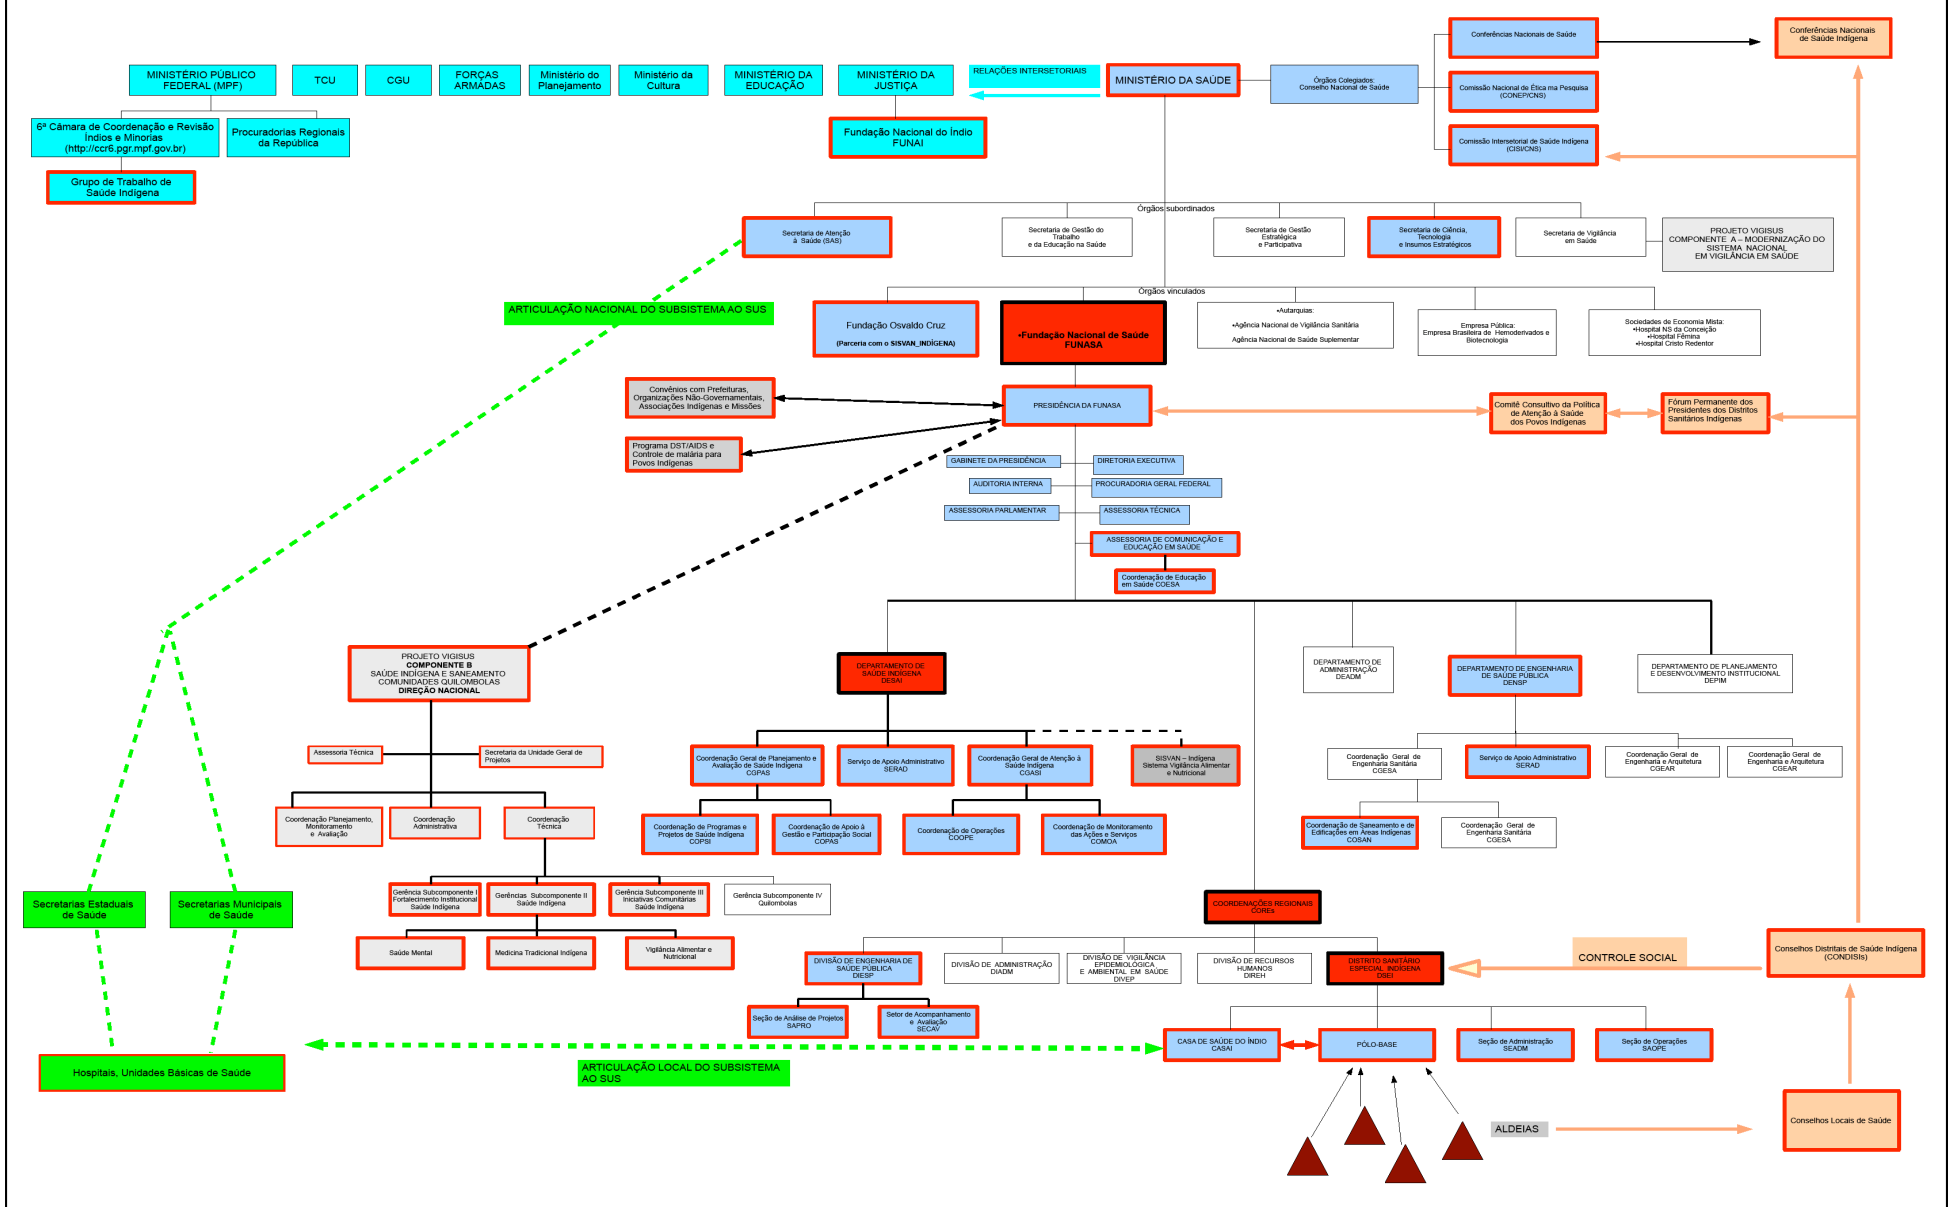 Conferências Nacionais de Saúde
Conferências Nacionais
de Saúde Indígena
MINISTÉRIO PÚBLICO
FEDERAL (MPF)
TCU
CGU
FORÇAS
ARMADAS
Ministério do
Planejamento
Ministério da
Cultura
MINISTÉRIO DA
EDUCAÇÃO
MINISTÉRIO DA
JUSTIÇA
RELAÇÕES INTERSETORIAIS
MINISTÉRIO DA SAÚDE
Órgãos Colegiados:
Conselho Nacional de Saúde
Comissão Nacional de Ética ma Pesquisa
(CONEP/CNS)
6ª Câmara de Coordenação e Revisão
Índios e Minorias
(http://ccr6.pgr.mpf.gov.br)
Procuradorias Regionais
da República
Fundação Nacional do Índio
FUNAI
Comissão Intersetorial de Saúde Indígena
(CISI/CNS)
Grupo de Trabalho de
Saúde Indígena
Órgãos subordinados
Secretaria de Atenção
à Saúde (SAS)
Secretaria de Gestão do
Trabalho
e da Educação na Saúde
Secretaria de Gestão
Estratégica
e Participativa
Secretaria de Ciência,
Tecnologia
e Insumos Estratégicos
Secretaria de Vigilância
em Saúde
PROJETO VIGISUS
COMPONENTE A – MODERNIZAÇÃO DO
SISTEMA NACIONAL
EM VIGILÂNCIA EM SAÚDE
Órgãos vinculados
ARTICULAÇÃO NACIONAL DO SUBSISTEMA AO SUS
Fundação Osvaldo Cruz
(Parceria com o SISVAN_INDÍGENA)
•Fundação Nacional de Saúde
FUNASA
•Autarquias:
•Agência Nacional de Vigilância Sanitária
Agência Nacional de Saúde Suplementar
Empresa Pública:
Empresa Brasileira de Hemoderivados e
Biotecnologia
Sociedades de Economia Mista:
•Hospital NS da Conceição
•Hospital Fêmina
•Hospital Cristo Redentor
Convênios com Prefeituras,
Organizações Não-Governamentais,
Associações Indígenas e Missões
PRESIDÊNCIA DA FUNASA
Comitê Consultivo da Política
de Atenção à Saúde
dos Povos Indígenas
Fórum Permanente dos
Presidentes dos Distritos
Sanitários Indígenas
Programa DST/AIDS e
Controle de malária para
Povos Indígenas
GABINETE DA PRESIDÊNCIA
DIRETORIA EXECUTIVA
AUDITORIA INTERNA
PROCURADORIA GERAL FEDERAL
ASSESSORIA PARLAMENTAR
ASSESSORIA TÉCNICA
ASSESSORIA DE COMUNICAÇÃO E
EDUCAÇÃO EM SAÚDE
Coordenação de Educação
em Saúde COESA
PROJETO VIGISUS
COMPONENTE B
SAÚDE INDÍGENA E SANEAMENTO
COMUNIDADES QUILOMBOLAS
DIREÇÃO NACIONAL
DEPARTAMENTO DE
SAÚDE INDÍGENA
DESAI
DEPARTAMENTO DE
ADMINISTRAÇÃO
DEADM
DEPARTAMENTO DE ENGENHARIA
DE SAÚDE PÚBLICA
DENSP
DEPARTAMENTO DE PLANEJAMENTO
E DESENVOLVIMENTO INSTITUCIONAL
DEPIM
Assessoria Técnica
Secretaria da Unidade Geral de
Projetos
Coordenação Geral de Planejamento e
Avaliação de Saúde Indígena
CGPAS
Serviço de Apoio Administrativo
SERAD
Coordenação Geral de Atenção à
Saúde Indígena
CGASI
SISVAN – Indígena
Sistema Vigilância Alimentar
e Nutricional
Coordenação Geral de
Engenharia Sanitária
CGESA
Serviço de Apoio Administrativo
SERAD
Coordenação Geral de
Engenharia e Arquitetura
CGEAR
Coordenação Geral de
Engenharia e Arquitetura
CGEAR
Coordenação Planejamento,
Monitoramento
e Avaliação
Coordenação
Administrativa
Coordenação
Técnica
Coordenação de Programas e
Projetos de Saúde Indígena
COPSI
Coordenação de Apoio à
Gestão e Participação Social
COPAS
Coordenação de Operações
COOPE
Coordenação de Monitoramento
das Ações e Serviços
COMOA
Coordenação de Saneamento e de
Edificações em Áreas Indígenas
COSAN
Coordenação Geral de
Engenharia Sanitária
CGESA
Gerência Subcomponente I
Fortalecimento Institucional
Saúde Indígena
Gerências Subcomponente II
Saúde Indígena
Gerência Subcomponente III
Iniciativas Comunitárias
Saúde Indígena
Gerência Subcomponente IV
Quilombolas
Secretarias Estaduais
de Saúde
Secretarias Municipais
de Saúde
COORDENAÇÕES REGIONAIS
COREs
Saúde Mental
Medicina Tradicional Indígena
Vigilância Alimentar e
Nutricional
DIVISÃO DE ENGENHARIA DE
SAÚDE PÚBLICA
DIESP
DIVISÃO DE ADMINISTRAÇÃO
DIADM
DIVISÃO DE VIGILÂNCIA
EPIDEMIOLÓGICA
E AMBIENTAL EM SAÚDE
DIVEP
DIVISÃO DE RECURSOS
HUMANOS
DIREH
DISTRITO SANITÁRIO
ESPECIAL INDÍGENA
DSEI
CONTROLE SOCIAL
Conselhos Distritais de Saúde Indígena
(CONDISIs)
Seção de Análise de Projetos
SAPRO
Setor de Acompanhamento
e Avaliação
SECAV
CASA DE SAÚDE DO ÍNDIO
CASAI
PÓLO-BASE
Seção de Administração
SEADM
Seção de Operações
SAOPE
Hospitais, Unidades Básicas de Saúde
ARTICULAÇÃO LOCAL DO SUBSISTEMA
AO SUS
ALDEIAS
Conselhos Locais de Saúde